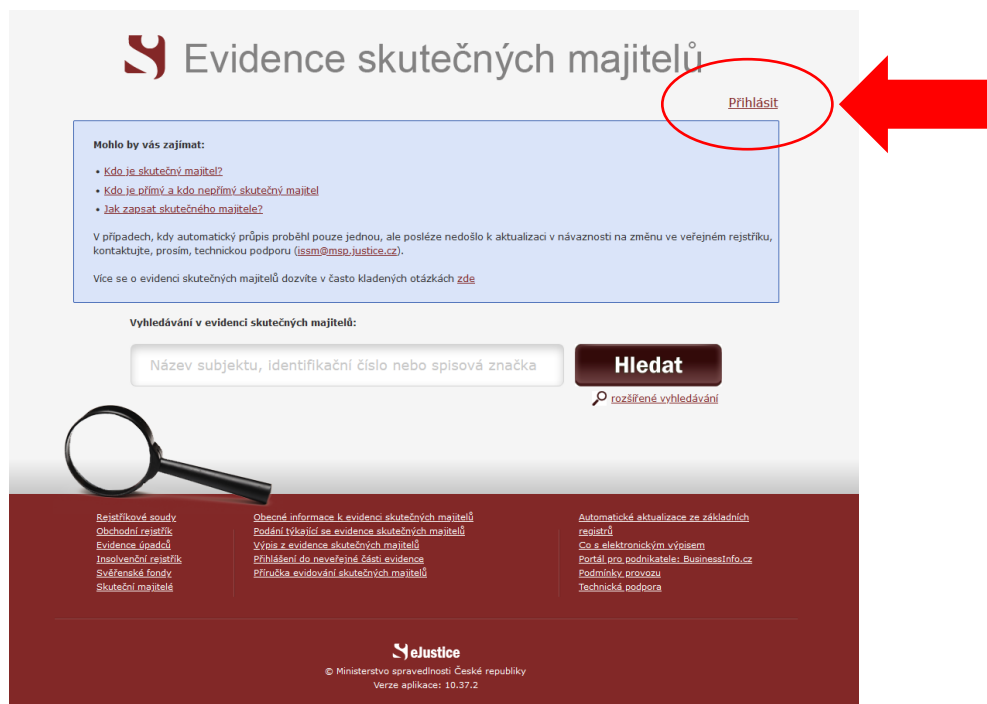 Evidence skutečných majitelů
Přihlásit
Mohlo by vás zajímat:
• Kdo je skutečný majitel?
• Kdo je přímý a kdo nepřímý skutečný majitel
• Jak zapsat skutečného majitele?
V případech, kdy automatický průpis proběhl pouze jednou, ale posléze nedošlo k aktualizaci v návaznosti na změnu ve veřejném rejstříku,
kontaktujte, prosím, technickou podporu (issm@msp.justice.cz).
Více se o evidenci skutečných majitelů dozvíte v často kladených otázkách zde
Vyhledávání v evidenci skutečných majitelů:
Název subjektu, identifikační číslo nebo spisová značka
Hledat
rozšířené vyhledávání
Rejstříkové soudy
Obchodní rejstřík
Evidence úpadců
Insolvenční rejstřík
Svěřenské fondy
Skuteční majitelé
Obecné informace k evidenci skutečných majitelů
Podání týkající se evidence skutečných majitelů
Výpis z evidence skutečných majitelů
Přihlášení do neveřejné části evidence
Příručka evidování skutečných majitelů
Automatické aktualizace ze základních
registrů
Co s elektronickým výpisem
Portál pro podnikatele: BusinessInfo.cz
Podmínky provozu
Technická podpora
eJustice
© Ministerstvo spravedlnosti České republiky
Verze aplikace: 10.37.2